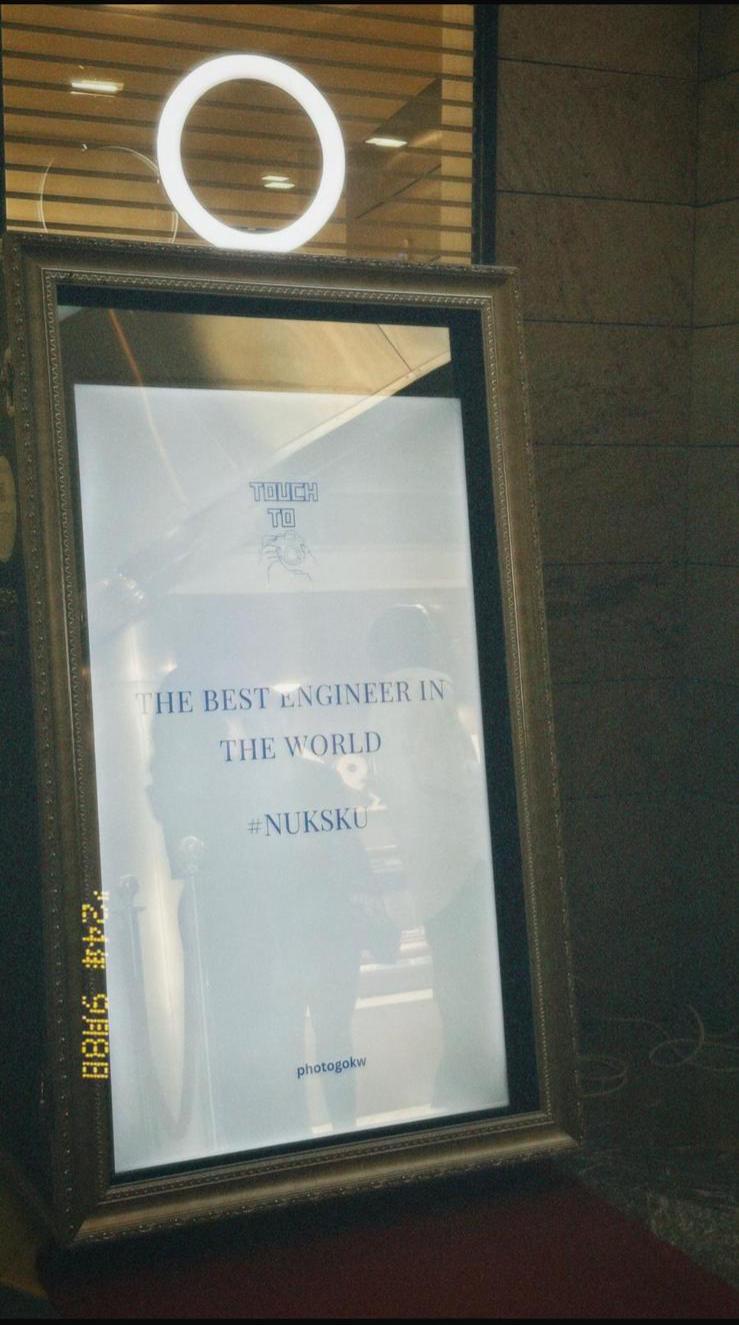 TOUCH
TO
THE BEST ENGINEER IN
THE WORLD
#NUKSKU
photogokw